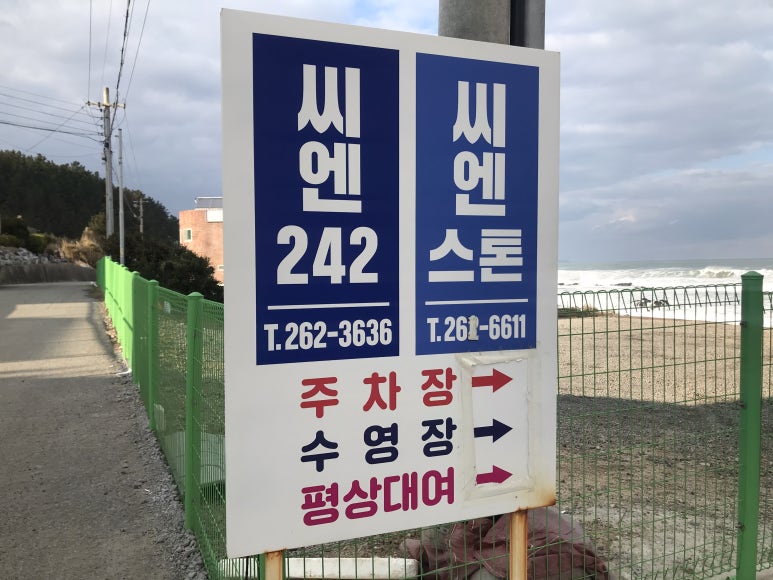 씨엔
242
T.262-3636
씨엔
스톤
T.262-6611
주차장 →
수영장 →
평상대여 →